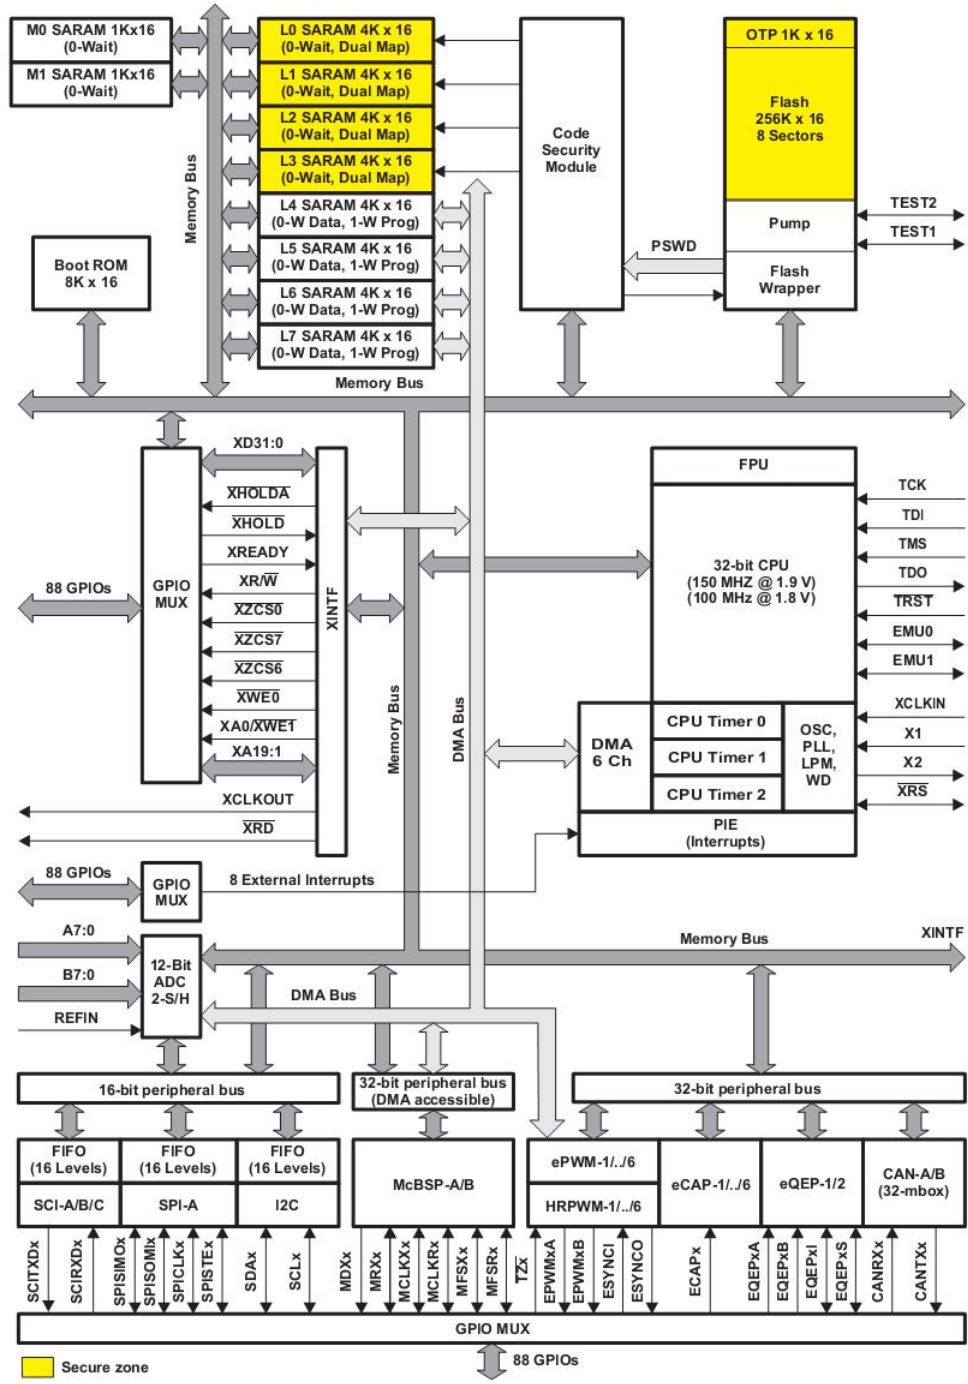 M0 SARAM 1Kx16
(0-Wait)
M1 SARAM 1Kx16
(0-Wait)
L0 SARAM 4K x 16
(0-Wait, Dual Map)
L1 SARAM 4K x 16
(0-Wait, Dual Map)
L2 SARAM 4K x 16
(0-Wait, Dual Map)
L3 SARAM 4K x 16
(0-Wait, Dual Map)
L4 SARAM 4K x 16
(0-W Data, 1-W Prog)
L5 SARAM 4K x 16
(0-W Data, 1-W Prog)
L6 SARAM 4K x 16
(0-W Data, 1-W Prog)
L7 SARAM 4K x 16
(0-W Data, 1-W Prog)
Memory Bus
Boot ROM
8K x 16
Code
Security
Module
OTP 1K x 16
Flash
256K x 16
8 Sectors
Pump
Flash
Wrapper
PSWD
TEST2
TEST1
Memory Bus
XD31:0
XHOLDA
XHOLD
XREADY
XR/W
XZCS0
XZCS7
XZCS6
XWE0
XA0/XWE1
XA19:1
XCLKOUT
XRD
88 GPIOs
GPIO
MUX
XINTF
Memory Bus
DMA Bus
FPU
32-bit CPU
(150 MHZ @ 1.9 V)
(100 MHz @ 1.8 V)
TCK
TDI
TMS
TDO
TRST
EMU0
EMU1
XCLKIN
X1
X2
XRS
DMA
6 Ch
CPU Timer 0
CPU Timer 1
CPU Timer 2
OSC,
PLL,
LPM,
WD
PIE
(Interrupts)
88 GPIOs
GPIO
MUX
8 External Interrupts
A7:0
B7:0
REFIN
12-Bit
ADC
2-S/H
Memory Bus
XINTF
DMA Bus
16-bit peripheral bus
32-bit peripheral bus
(DMA accessible)
32-bit peripheral bus
FIFO
(16 Levels)
FIFO
(16 Levels)
FIFO
(16 Levels)
SCI-A/B/C
SPI-A
I2C
McBSP-A/B
ePWM-1/../6
HRPWM-1/../6
eCAP-1/../6
eQEP-1/2
CAN-A/B
(32-mbox)
SCITXDx
SCIRXDx
SPISIMOx
SPISOMIx
SPICLKx
SPISTEx
SDAx
SCLx
MDXx
MRXx
MCLKXx
MCLKRx
MFSXx
MFSRx
TZx
EPWMxA
EPWMxB
ESYNCI
ESYNCO
ECAPx
EQEPxA
EQEPxB
EQEPxI
EQEPxS
CANRXx
CANTXx
GPIO MUX
88 GPIOs
Secure zone